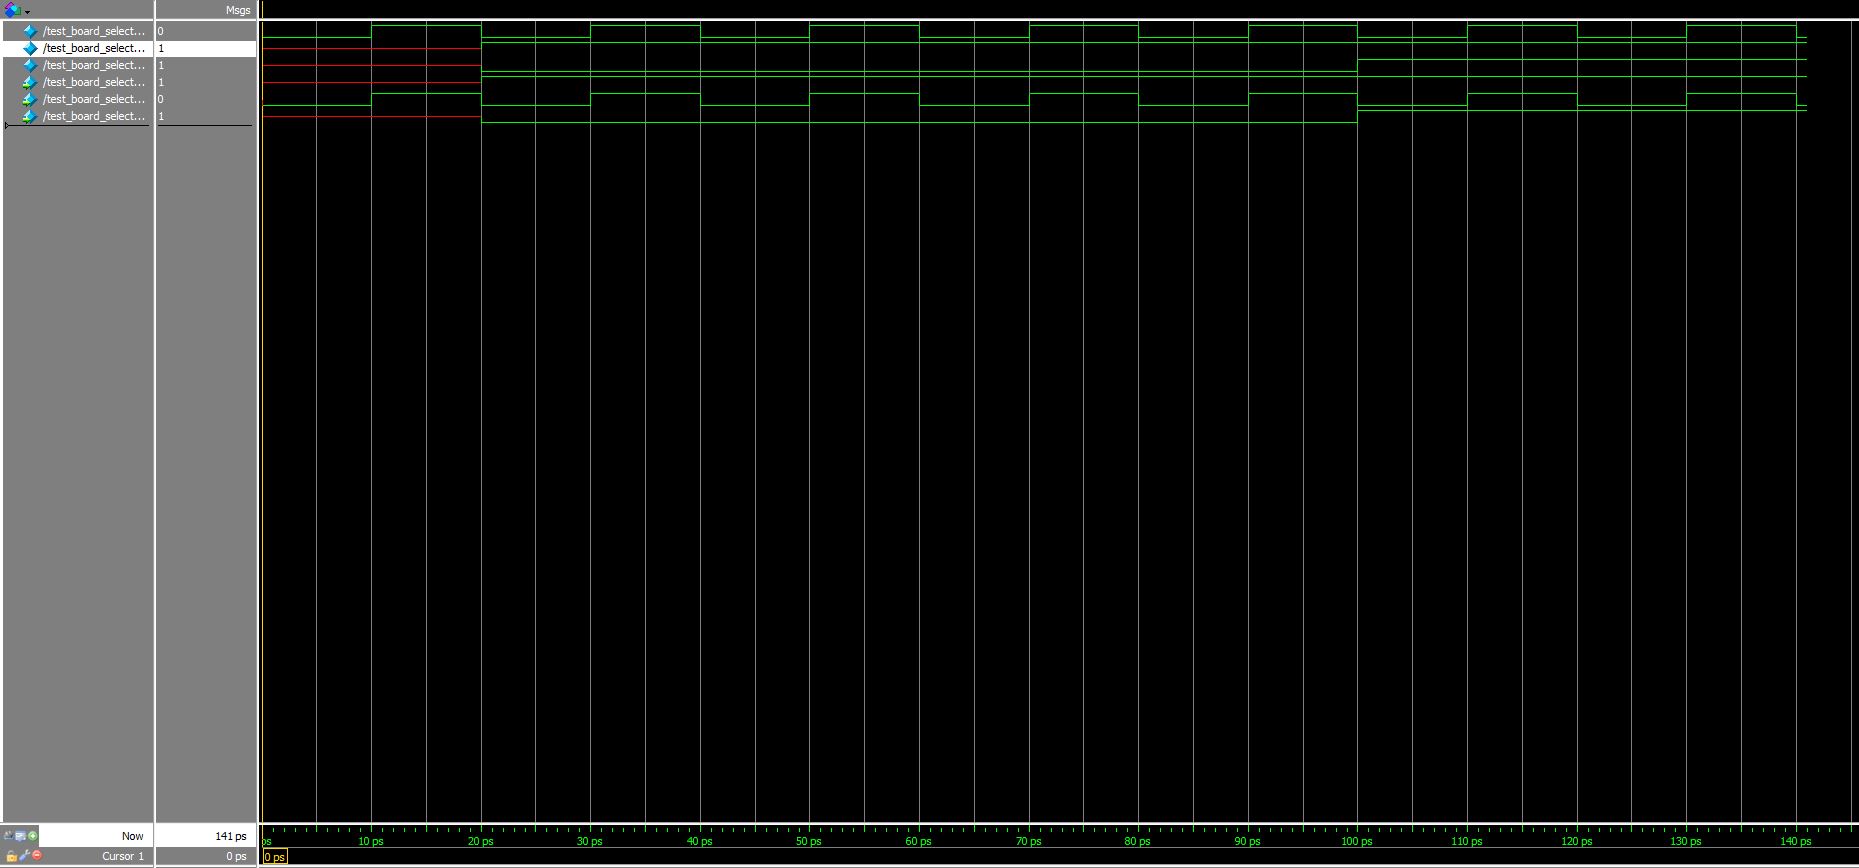 Msgs
/test_board_select... 0
/test_board_select... 1
/test_board_select... 1
/test_board_select... 1
/test_board_select... 0
/test_board_select... 1
Now 141 ps
ps 10 ps 20 ps 30 ps 40 ps 50 ps 60 ps 70 ps 80 ps 90 ps 100 ps 110 ps 120 ps 130 ps 140 ps
Cursor 1 0 ps 0 ps